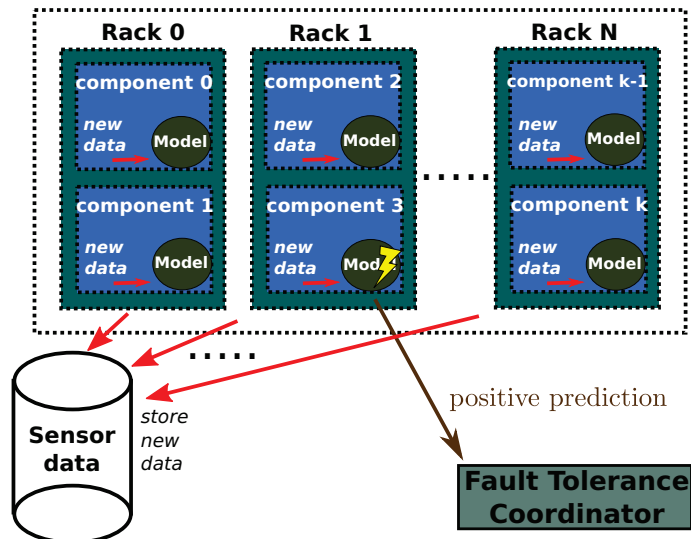 Rack 0
Rack 1
Rack N
component 0
new
data
Model
component 2
new
data
Model
component k-1
new
data
Model
component 1
new
data
Model
component 3
new
data
Model
component k
new
data
Model
.....
.....
store
new
data
Sensor
data
positive prediction
Fault Tolerance
Coordinator